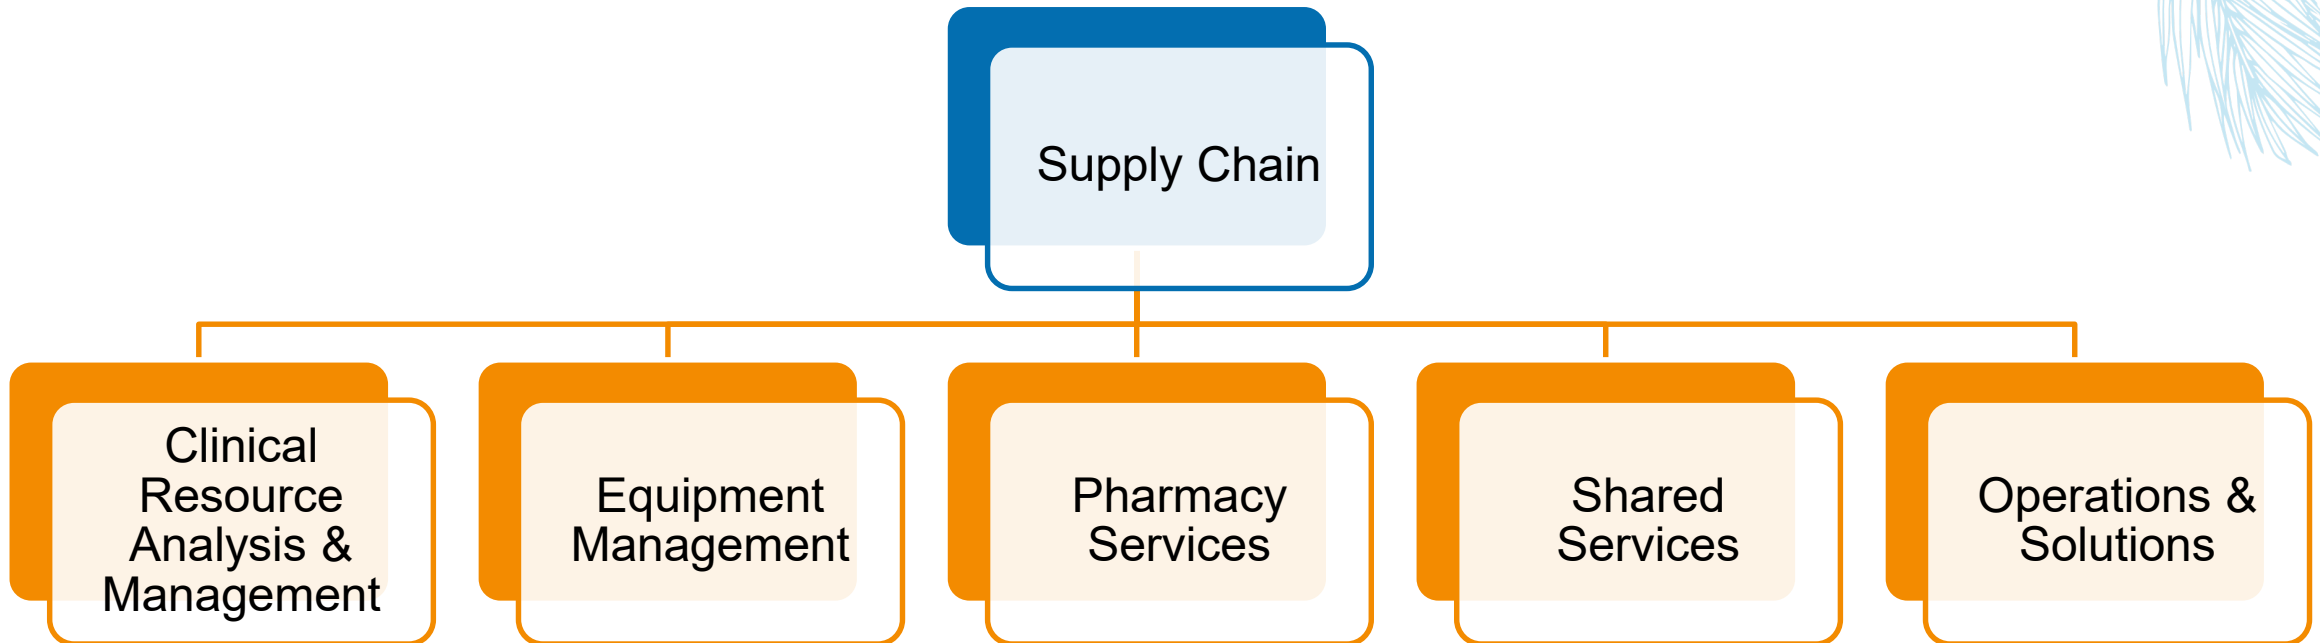 Supply Chain
Clinical
Resource
Analysis &
Management
Equipment
Management
Pharmacy
Services
Shared
Services
Operations &
Solutions